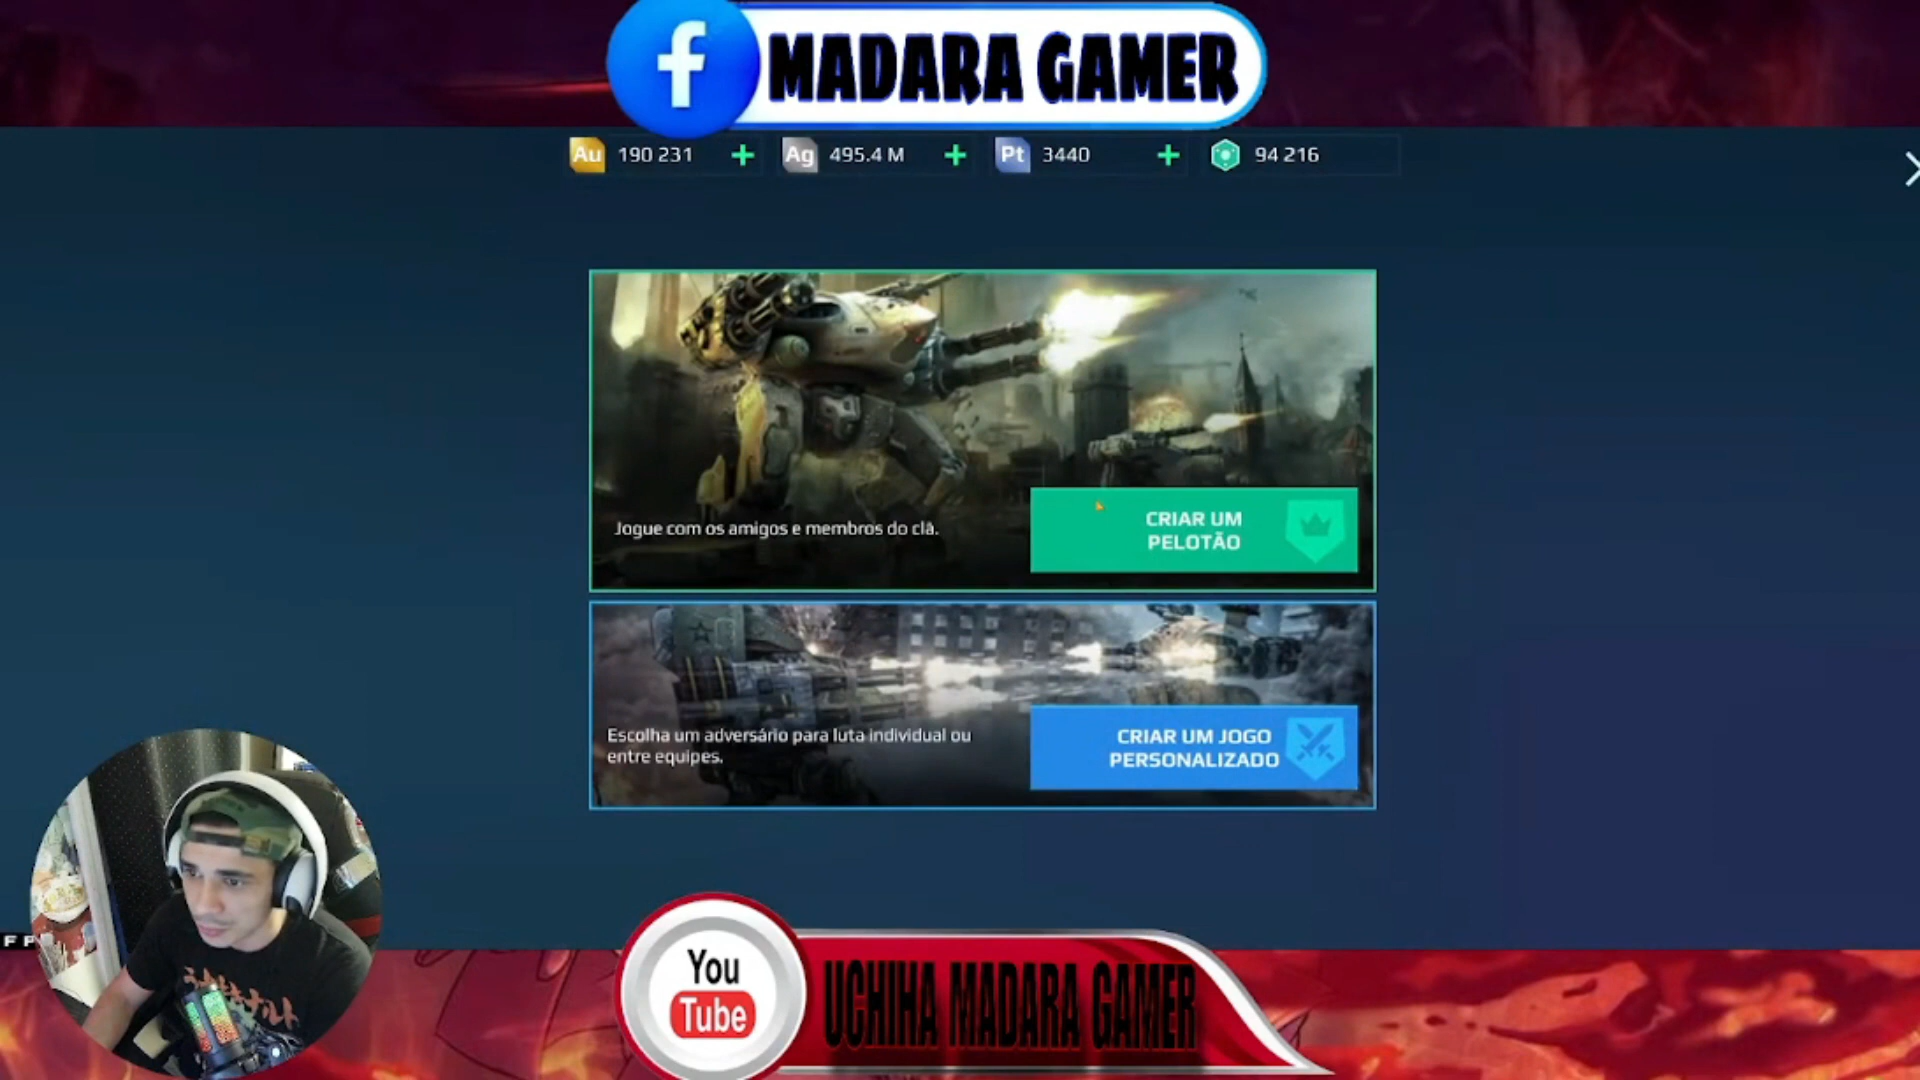 f MADARA GAMER
Au 190 231 + Ag 495.4 M + Pt 3440 + 94 216
Jogue com os amigos e membros do clã.
CRIAR UM
PELOTÃO
Escolha um adversário para luta individual ou
entre equipes.
CRIAR UM JOGO
PERSONALIZADO
F P
You
Tube
UCHIHA MADARA GAMER